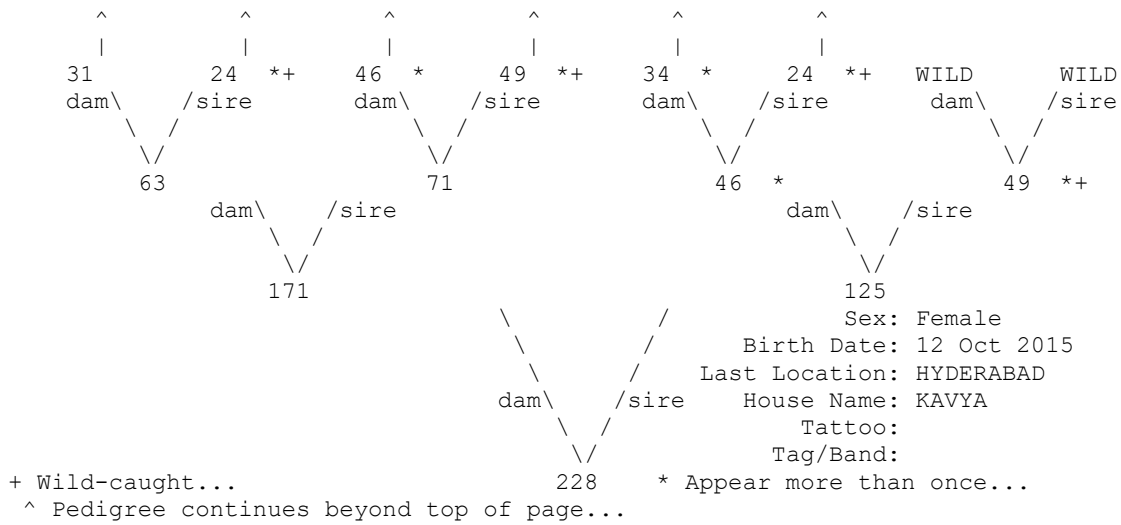 ^ ^ ^ ^ ^ ^
| | | | | |
31 24 *+ 46 * 49 *+ 34 * 24 *+ WILD WILD
dam\ /sire dam\ /sire dam\ /sire dam\ /sire
\ / \ / \ / \ /
\/ \/ \/ \/
63 71 46 * 49 *+
dam\ /sire dam\ /sire
\ / \ /
\/ \/
171 125
\ / Sex: Female
\ / Birth Date: 12 Oct 2015
\ / Last Location: HYDERABAD
dam\ /sire House Name: KAVYA
\ / Tattoo:
\/ Tag/Band:
+ Wild-caught... 228 * Appear more than once...
^ Pedigree continues beyond top of page...